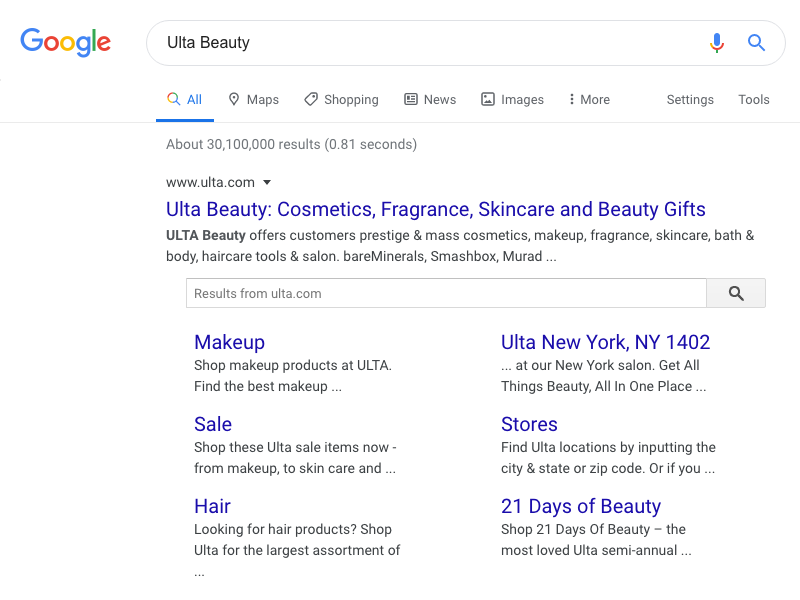 Google
Ulta Beauty
All Maps Shopping News Images More Settings Tools
About 30,100,000 results (0.81 seconds)
www.ulta.com
Ulta Beauty: Cosmetics, Fragrance, Skincare and Beauty Gifts
ULTA Beauty offers customers prestige & mass cosmetics, makeup, fragrance, skincare, bath &
body, haircare tools & salon. bareMinerals, Smashbox, Murad ...
Results from ulta.com
Makeup
Shop makeup products at ULTA.
Find the best makeup ...
Ulta New York, NY 1402
... at our New York salon. Get All
Things Beauty, All In One Place ...
Sale
Shop these Ulta sale items now -
from makeup, to skin care and ...
Stores
Find Ulta locations by inputting the
city & state or zip code. Or if you ...
Hair
Looking for hair products? Shop
Ulta for the largest assortment of
...
21 Days of Beauty
Shop 21 Days Of Beauty – the
most loved Ulta semi-annual ...